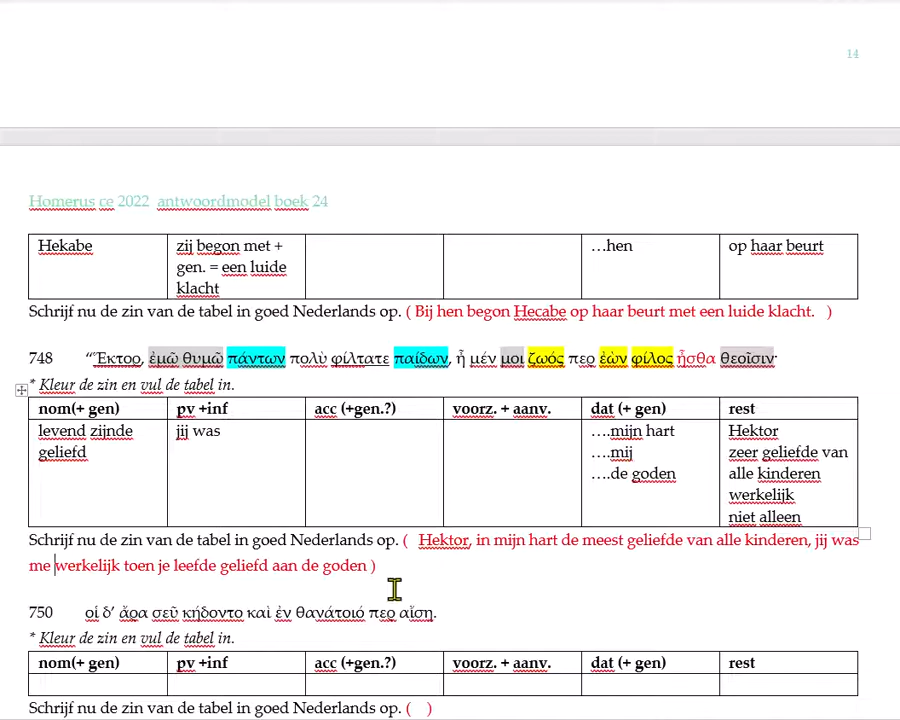 14
Homerus ce 2022 antwoordmodel boek 24
Hekabe
zij begon met +
gen. = een luide
klacht
…hen
op haar beurt
Schrijf nu de zin van de tabel in goed Nederlands op. ( Bij hen begon Hecabe op haar beurt met een luide klacht. )
748 “Ἕκτορ, ἐμῷ θυμῷ πάντων πολὺ φίλτατε παίδων, ἦ μέν μοι ζωός περ ἐὼν φίλος ἦσθα θεοῖσιν·
* Kleur de zin en vul de tabel in.
nom(+ gen) pv +inf acc (+gen.?) voorz. + aanv. dat (+ gen) rest
levend zijnde
geliefd
jij was
….mijn hart
….mij
….de goden
Hektor
zeer geliefde van
alle kinderen
werkelijk
niet alleen
Schrijf nu de zin van de tabel in goed Nederlands op. ( Hektor, in mijn hart de meest geliefde van alle kinderen, jij was
me werkelijk toen je leefde geliefd aan de goden )
750 οἱ δ’ ἄρα σεῦ κήδοντο καὶ ἐν θανάτοιό περ αἴσῃ.
* Kleur de zin en vul de tabel in.
nom(+ gen) pv +inf acc (+gen.?) voorz. + aanv. dat (+ gen) rest
Schrijf nu de zin van de tabel in goed Nederlands op. ( )